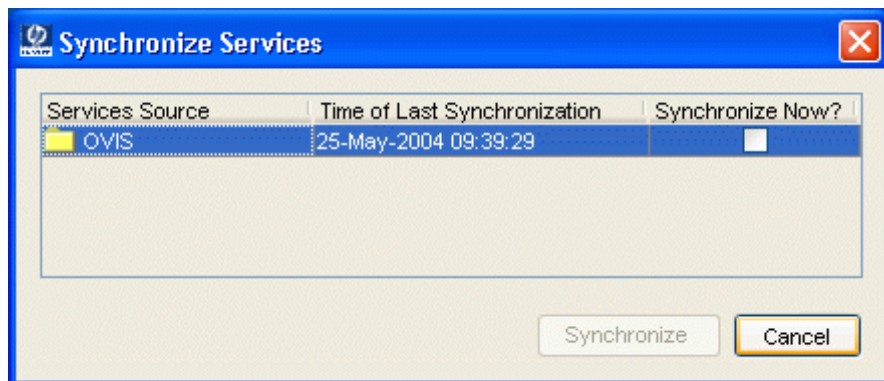 Synchronize Services
Services Source Time of Last Synchronization Synchronize Now?
OVIS 25-May-2004 09:39:29
Synchronize Cancel